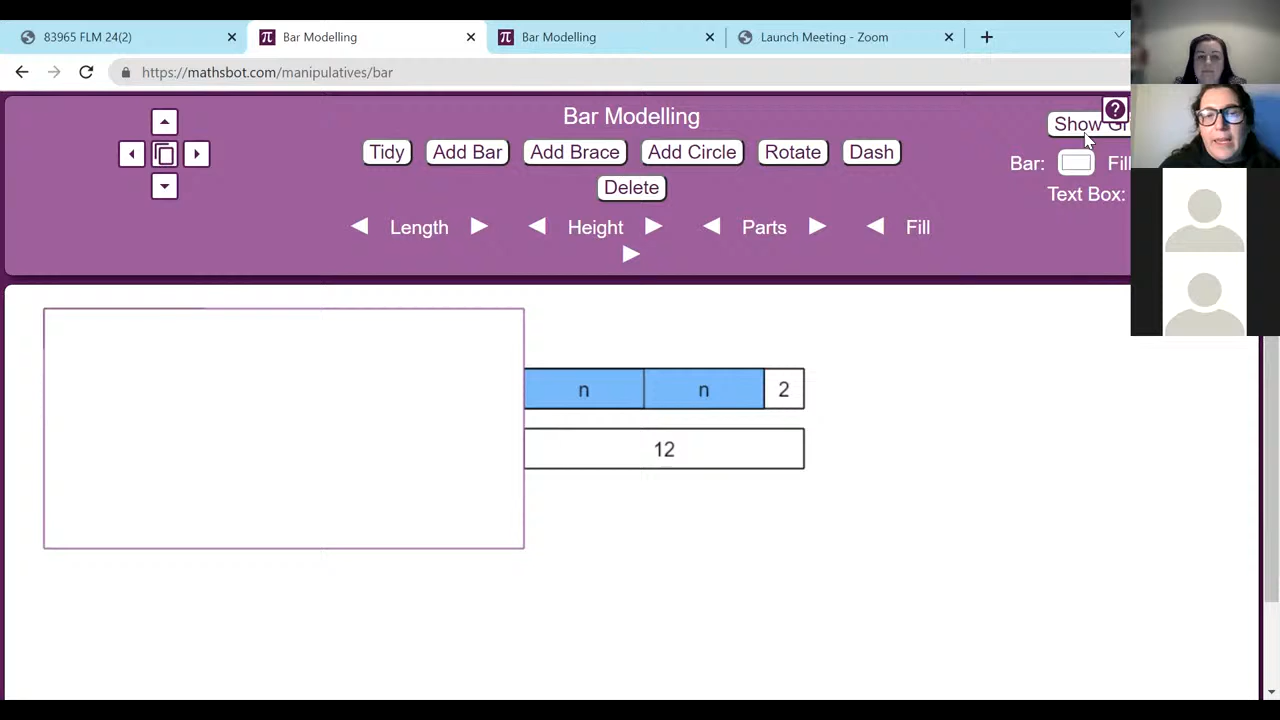 83965 FLM 24(2)
Bar Modelling
Bar Modelling
Launch Meeting - Zoom
https://mathsbot.com/manipulatives/bar
Bar Modelling
Show Gr
?
Tidy
Add Bar
Add Brace
Add Circle
Rotate
Dash
Delete
Bar:
Fill
Text Box:
Length
Height
Parts
Fill
n
n
2
12